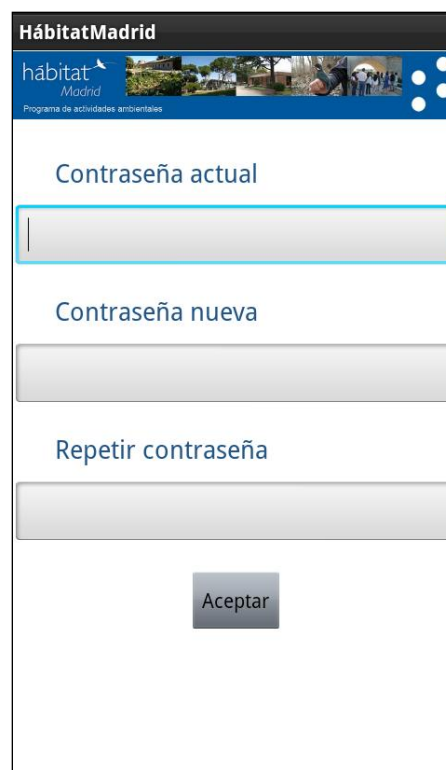 HábitatMadrid
hábitat
Madrid
Programa de actividades ambientales
Contraseña actual
Contraseña nueva
Repetir contraseña
Aceptar